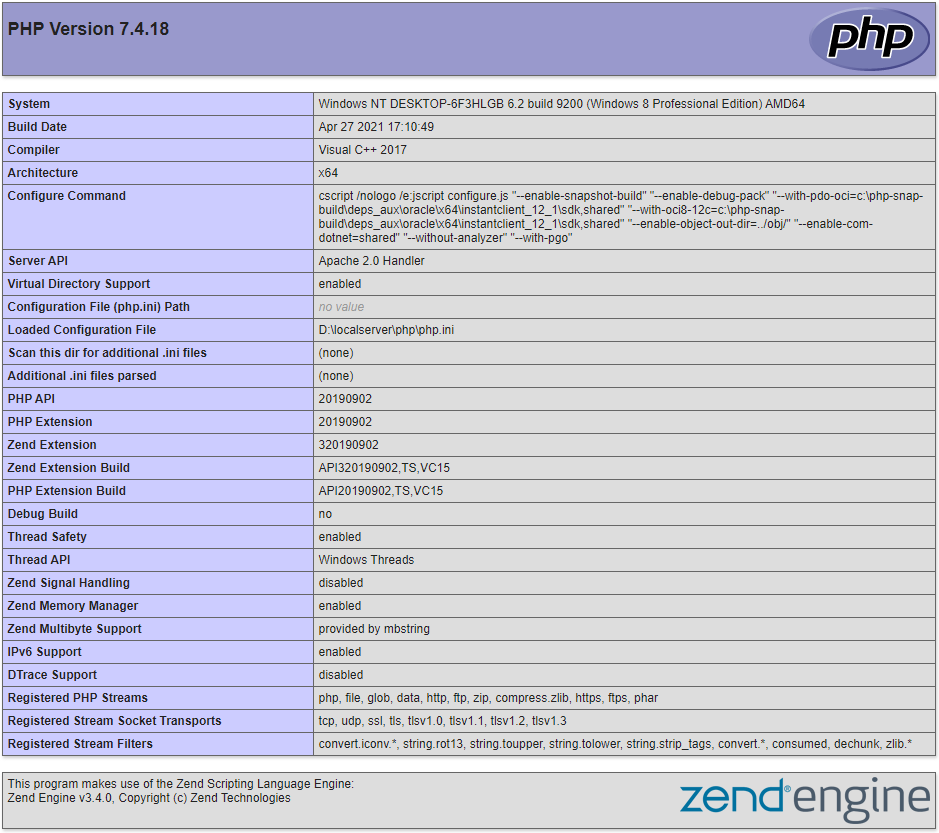 PHP Version 7.4.18
php
System Windows NT DESKTOP-6F3HLGB 6.2 build 9200 (Windows 8 Professional Edition) AMD64
Build Date Apr 27 2021 17:10:49
Compiler Visual C++ 2017
Architecture x64
Configure Command cscript /nologo /e:jscript configure.js "--enable-snapshot-build" "--enable-debug-pack" "--with-pdo-oci=c:\php-snap-
build\deps_aux\oracle\x64\instantclient_12_1\sdk,shared" "--with-oci8-12c=c:\php-snap-
build\deps_aux\oracle\x64\instantclient_12_1\sdk,shared" "--enable-object-out-dir=../obj/" "--enable-com-
dotnet=shared" "--without-analyzer" "--with-pgo"
Server API Apache 2.0 Handler
Virtual Directory Support enabled
Configuration File (php.ini) Path no value
Loaded Configuration File D:\localserver\php\php.ini
Scan this dir for additional .ini files (none)
Additional .ini files parsed (none)
PHP API 20190902
PHP Extension 20190902
Zend Extension 320190902
Zend Extension Build API320190902,TS,VC15
PHP Extension Build API20190902,TS,VC15
Debug Build no
Thread Safety enabled
Thread API Windows Threads
Zend Signal Handling disabled
Zend Memory Manager enabled
Zend Multibyte Support provided by mbstring
IPv6 Support enabled
DTrace Support disabled
Registered PHP Streams php, file, glob, data, http, ftp, zip, compress.zlib, https, ftps, phar
Registered Stream Socket Transports tcp, udp, ssl, tls, tlsv1.0, tlsv1.1, tlsv1.2, tlsv1.3
Registered Stream Filters convert.iconv.*, string.rot13, string.toupper, string.tolower, string.strip_tags, convert.*, consumed, dechunk, zlib.*
This program makes use of the Zend Scripting Language Engine:
Zend Engine v3.4.0, Copyright (c) Zend Technologies
zend® engine